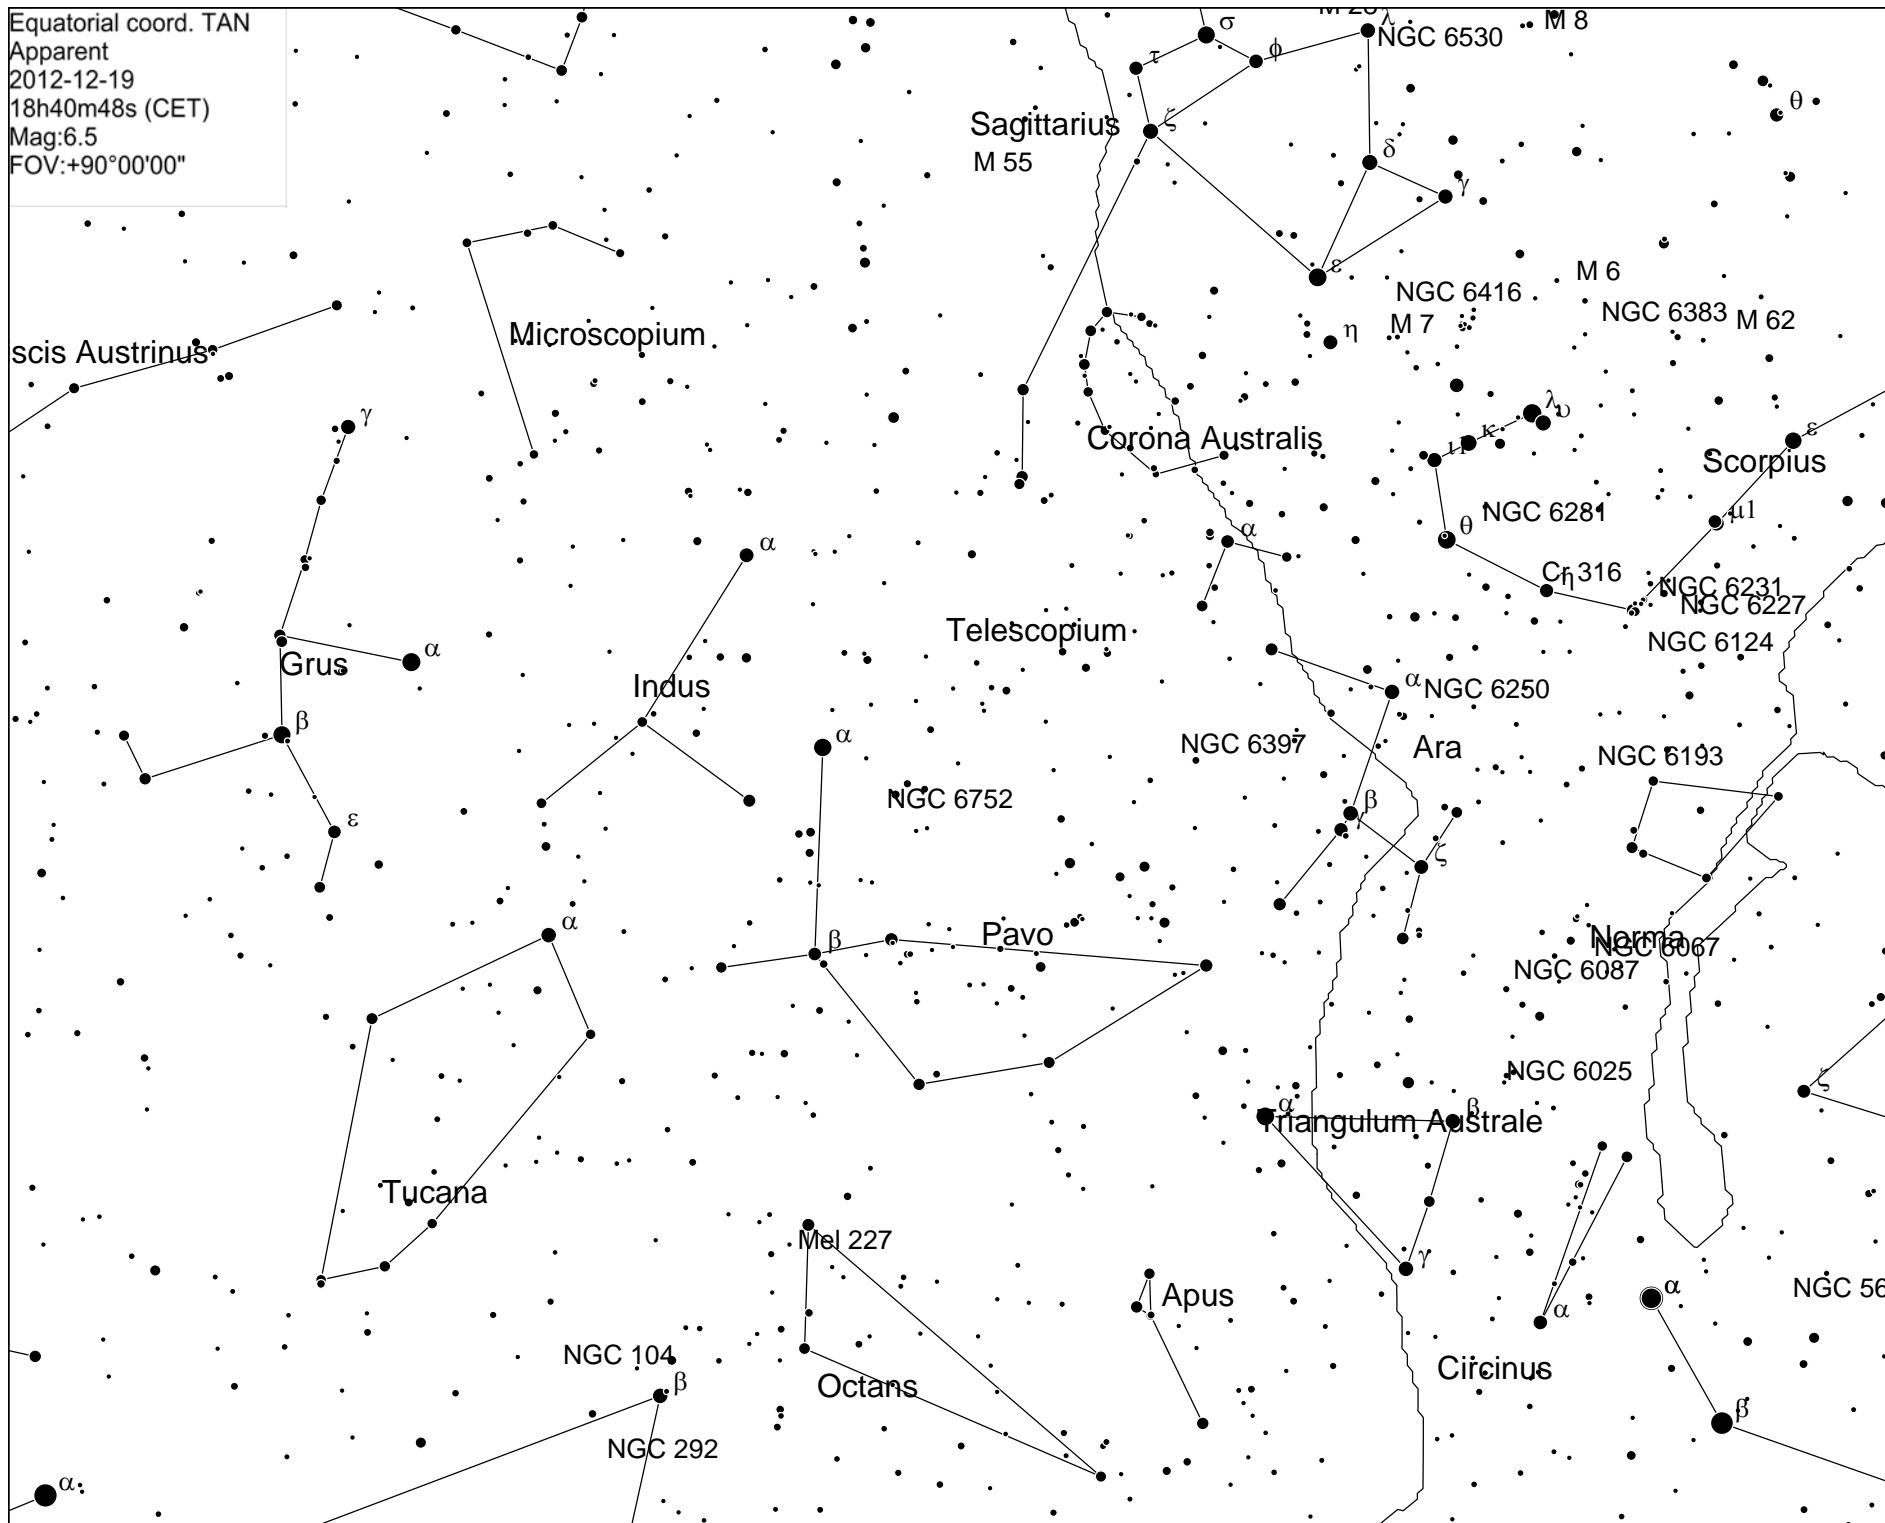 Equatorial coord. TAN
Apparent
2012-12-19
18h40m48s (CET)
Mag:6.5
FOV:+90°00'00"
σ
λ
M 8
NGC 6530
τ
φ
θ
Sagittarius
ζ
M 55
δ
γ
ε
M 6
NGC 6416
NGC 6383
M 62
M 7
η
Microscopium
scis Austrinus
γ
λ
υ
κ
ι1
ε
Corona Australis
Scorpius
NGC 6281
μ1
θ
α
α
Cr 316
η
NGC 6231
NGC 6227
Telescopium
NGC 6124
Grus
α
Indus
α
NGC 6250
β
α
NGC 6397
Ara
NGC 6193
NGC 6752
β
γ
ε
ζ
α
Pavo
β
Norma
NGC 6067
NGC 6087
NGC 6025
ζ
α
β
Triangulum Australe
Tucana
Mel 227
γ
Apus
α
NGC 56
α
NGC 104
Circinus
β
Octans
β
NGC 292
α